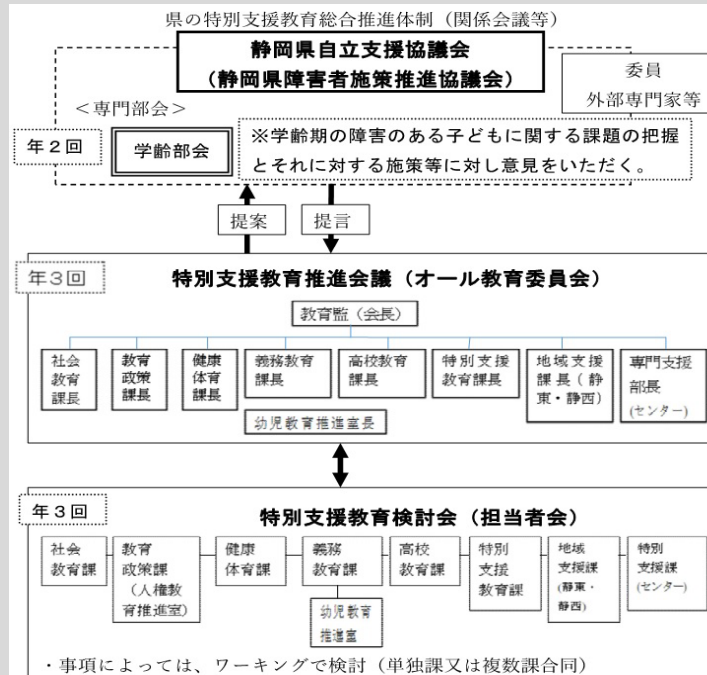 県の特別支援教育総合推進体制（関係会議等）
静岡県自立支援協議会
（静岡県障害者施策推進協議会）
委員
外部専門家等
＜専門部会＞
年２回
学齢部会
※学齢期の障害のある子どもに関する課題の把握
とそれに対する施策等に対し意見をいただく。
提案
提言
年３回
特別支援教育推進会議（オール教育委員会）
教育監（会長）
社会
教育
課長
教育
政策
課長
健康
体育
課長
義務教育
課長
高校教育
課長
特別支援
教育課長
地域支援
課長（静
東・静西）
専門支援
部長
(センター)
幼児教育推進室長
年３回
特別支援教育検討会（担当者会）
社会
教育課
教育
政策課
（人権教
育推進室）
健康
体育課
義務
教育課
高校
教育課
特別
支援
教育課
地域
支援課
(静東・
静西)
特別
支援課
(センター)
幼児教育
推進室
・事項によっては、ワーキングで検討（単独課又は複数課合同）